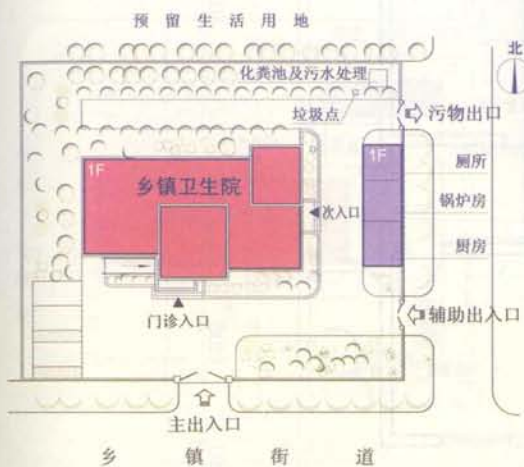 预留生活用地
北
化粪池及污水处理
垃圾点
污物出口
1F
1F
厕所
乡镇卫生院
锅炉房
次入口
厨房
门诊入口
辅助出入口
主出入口
乡镇街道